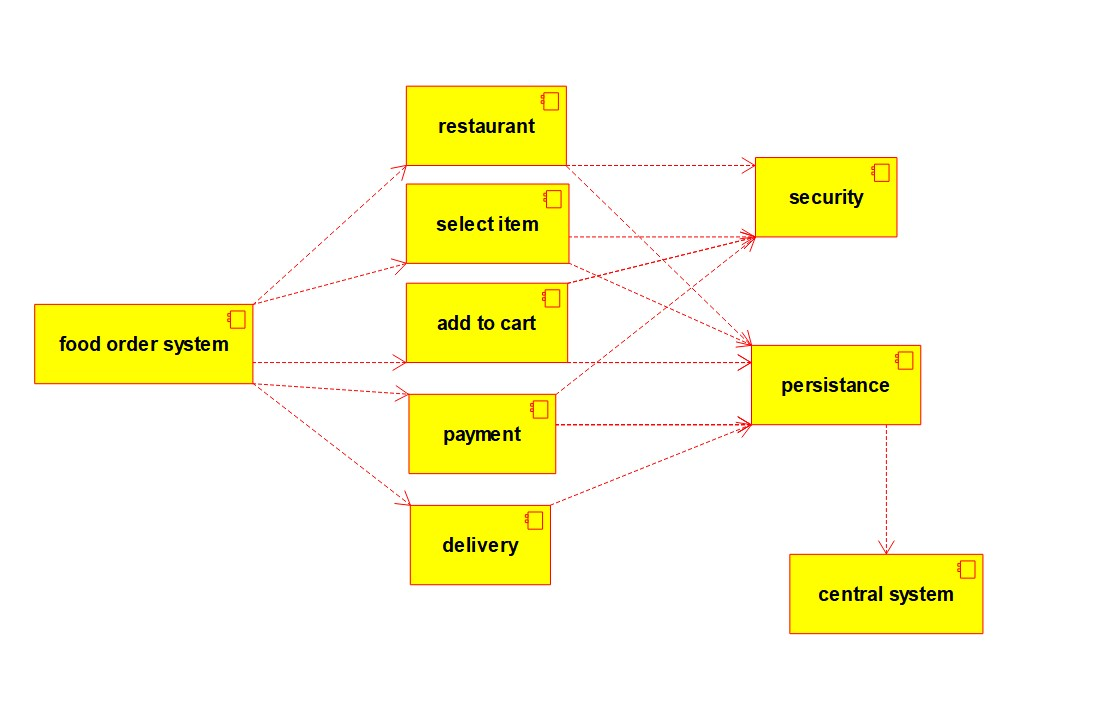 restaurant
security
select item
add to cart
food order system
persistance
payment
delivery
central system